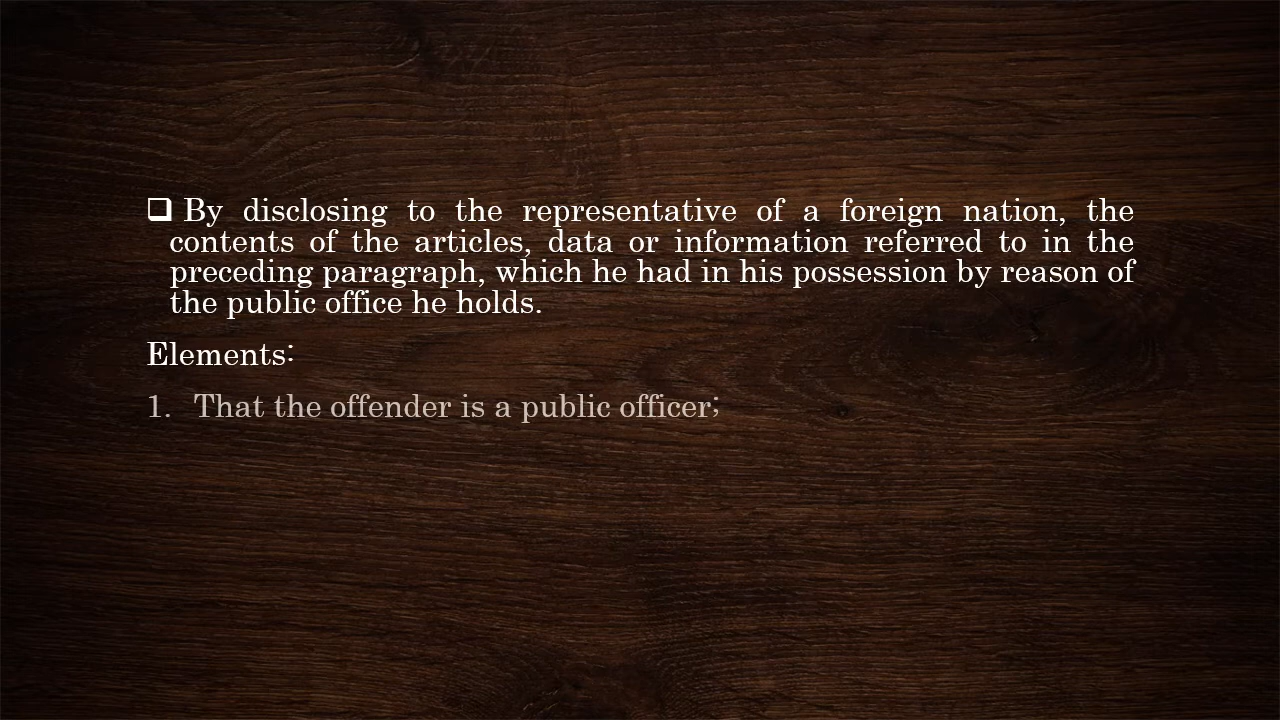 ❑ By disclosing to the representative of a foreign nation, the
contents of the articles, data or information referred to in the
preceding paragraph, which he had in his possession by reason of
the public office he holds.
Elements:
1. That the offender is a public officer;